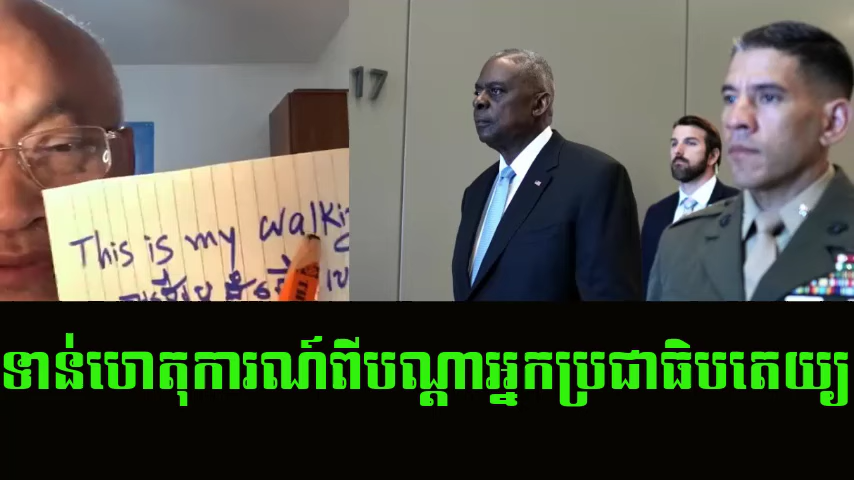 17
This is my walking
ទាន់ហេតុការណ៍ពីបណ្ដាអ្នកប្រជាធិបតេយ្យ